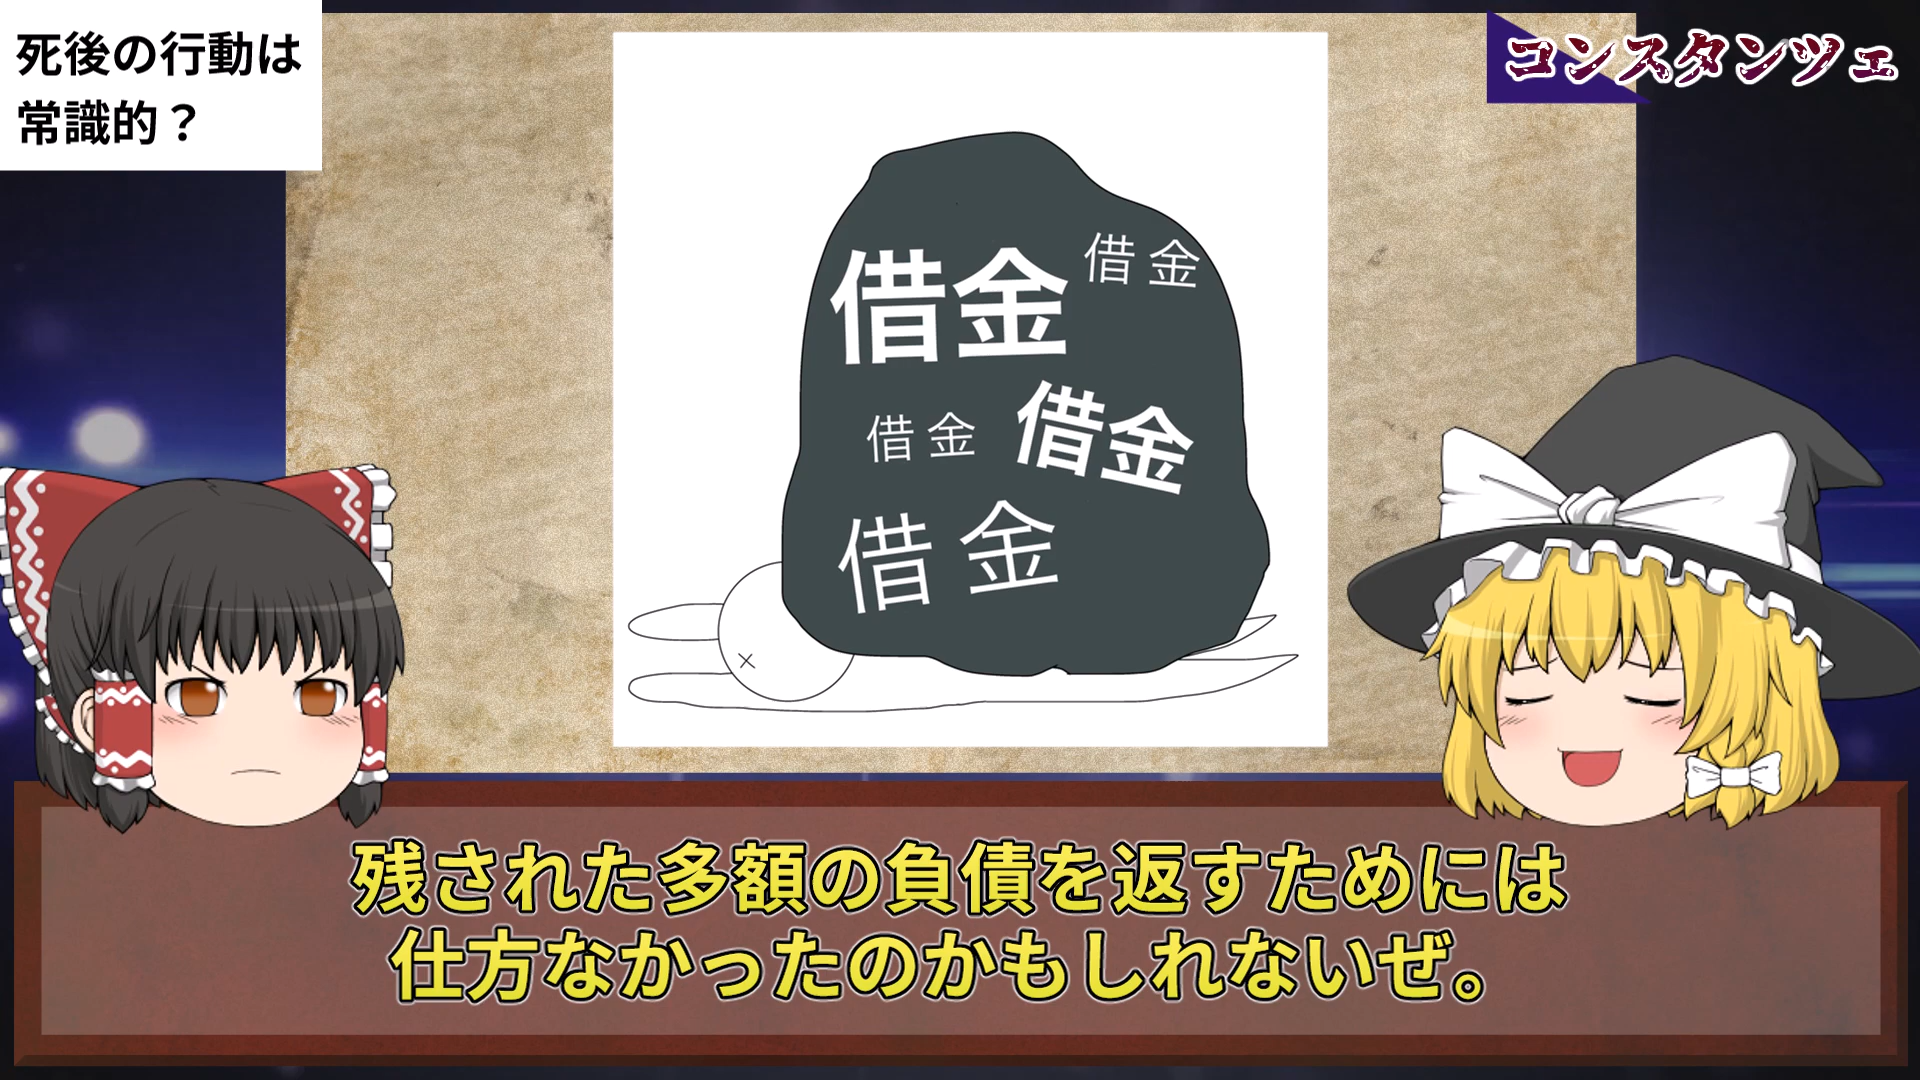 死後の行動は
常識的？
コンスタンツェ
借金
借金
借金
借金
借金
残された多額の負債を返すためには
仕方なかったのかもしれないぜ。